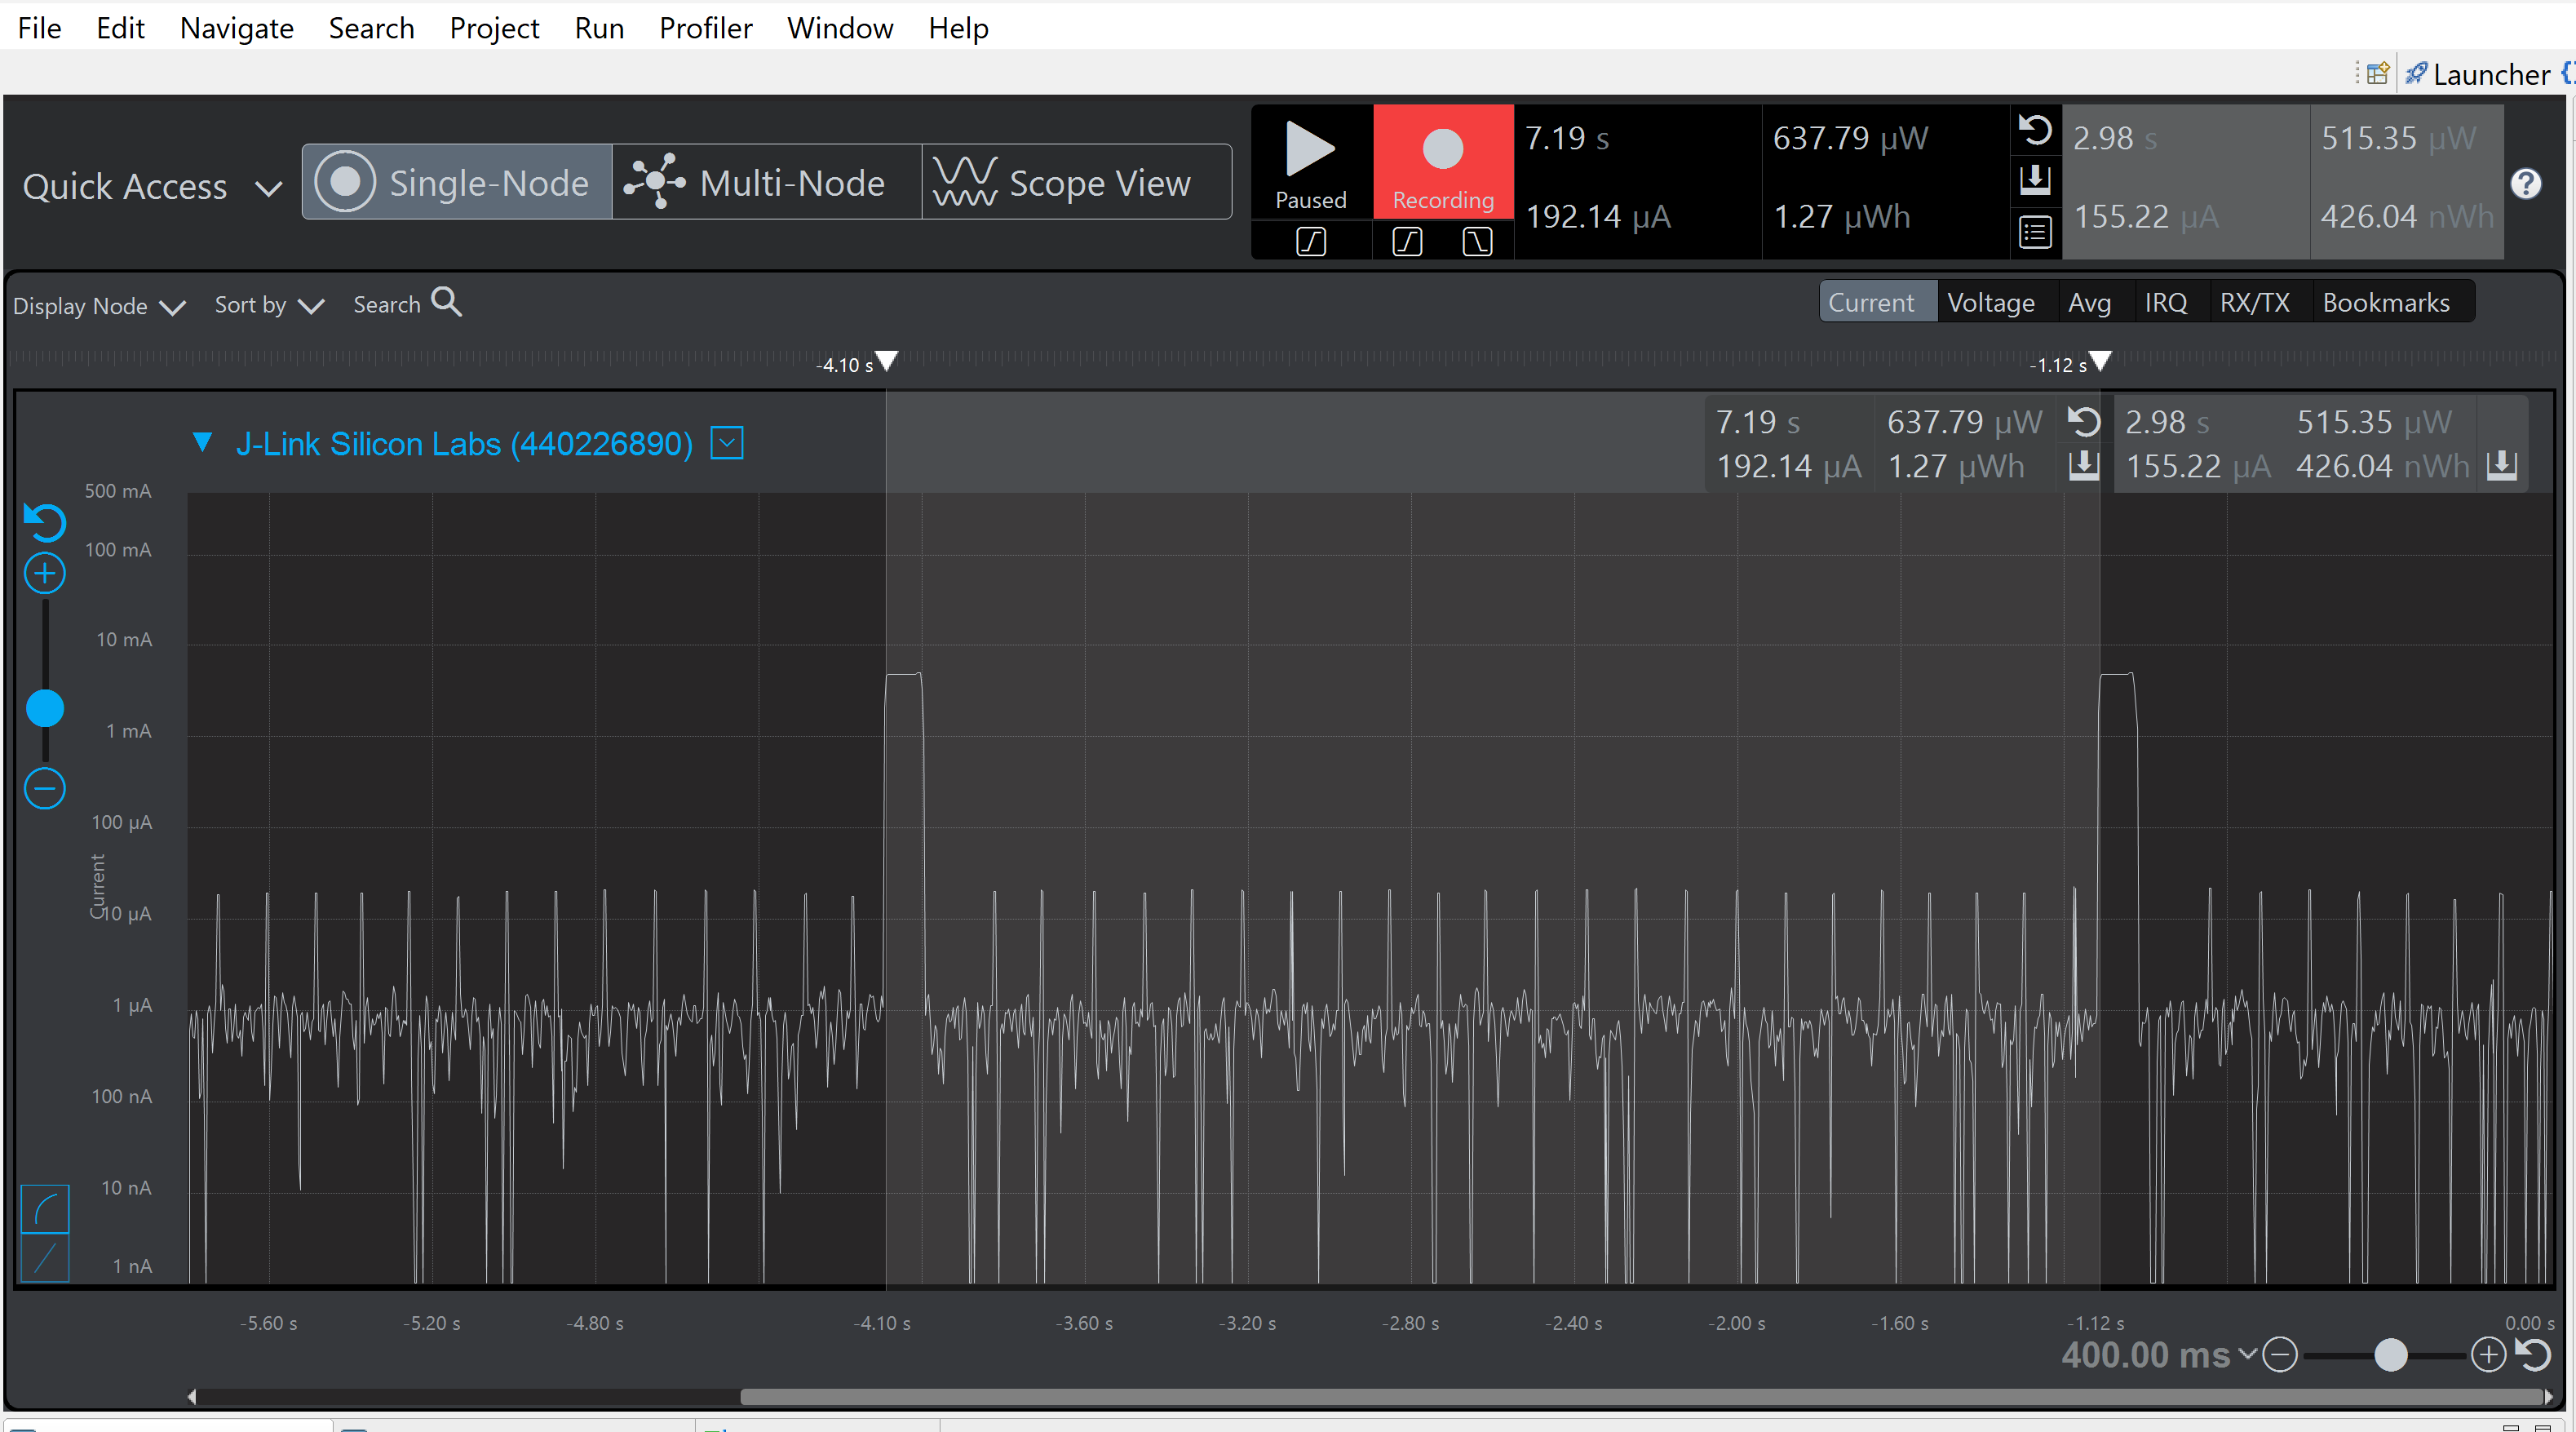 File Edit Navigate Search Project Run Profiler Window Help
Launcher
Quick Access Single-Node Multi-Node Scope View
Paused Recording
7.19 s 637.79 µW 2.98 s 515.35 µW
192.14 µA 1.27 µWh 155.22 µA 426.04 nWh
?
Display Node Sort by Search Current Voltage Avg IRQ RX/TX Bookmarks
-4.10 s -1.12 s
J-Link Silicon Labs (440226890)
7.19 s 637.79 µW 2.98 s 515.35 µW
192.14 µA 1.27 µWh 155.22 µA 426.04 nWh
500 mA
100 mA
10 mA
1 mA
100 µA
Current
10 µA
1 µA
100 nA
10 nA
1 nA
-5.60 s -5.20 s -4.80 s -4.10 s -3.60 s -3.20 s -2.80 s -2.40 s -2.00 s -1.60 s -1.12 s 0.00 s
400.00 ms